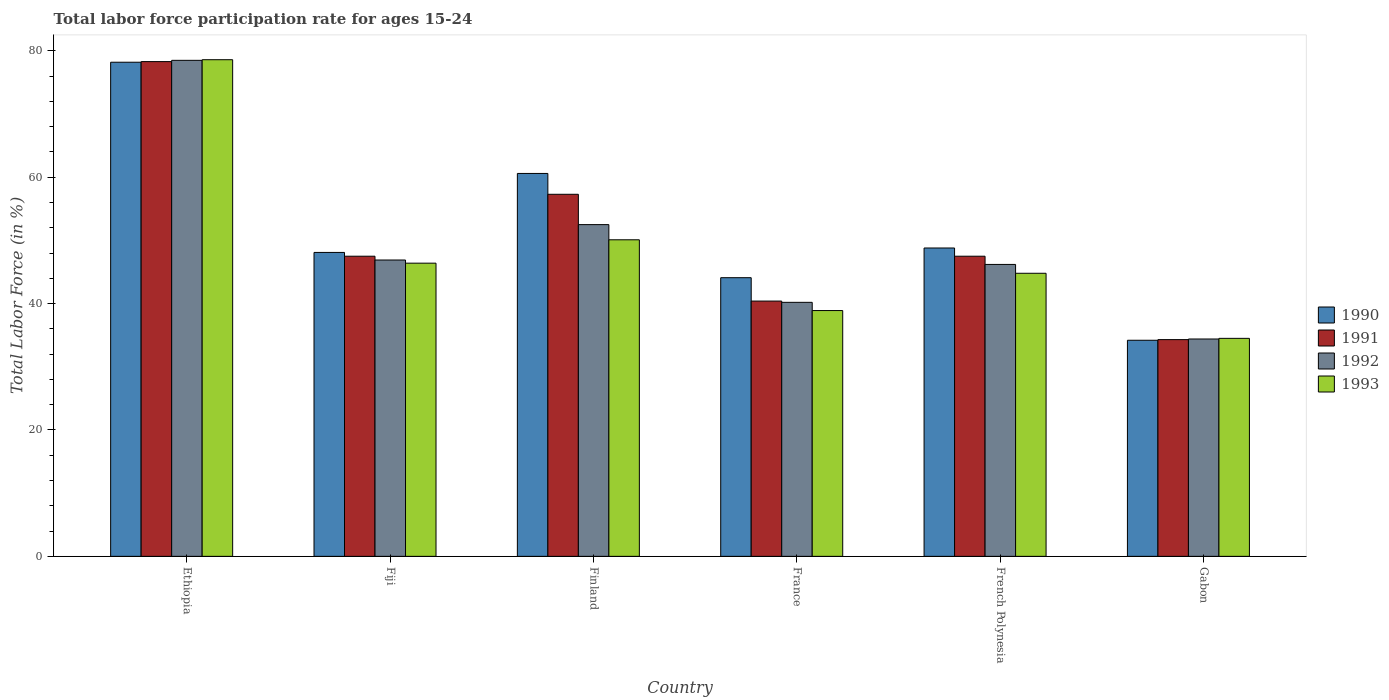 Total labor force participation rate for ages 15-24
Total Labor Force (in %)
80
60
40
20
0
Ethiopia
Fiji
Finland
France
French Polynesia
Gabon
Country
1990
1991
1992
1993